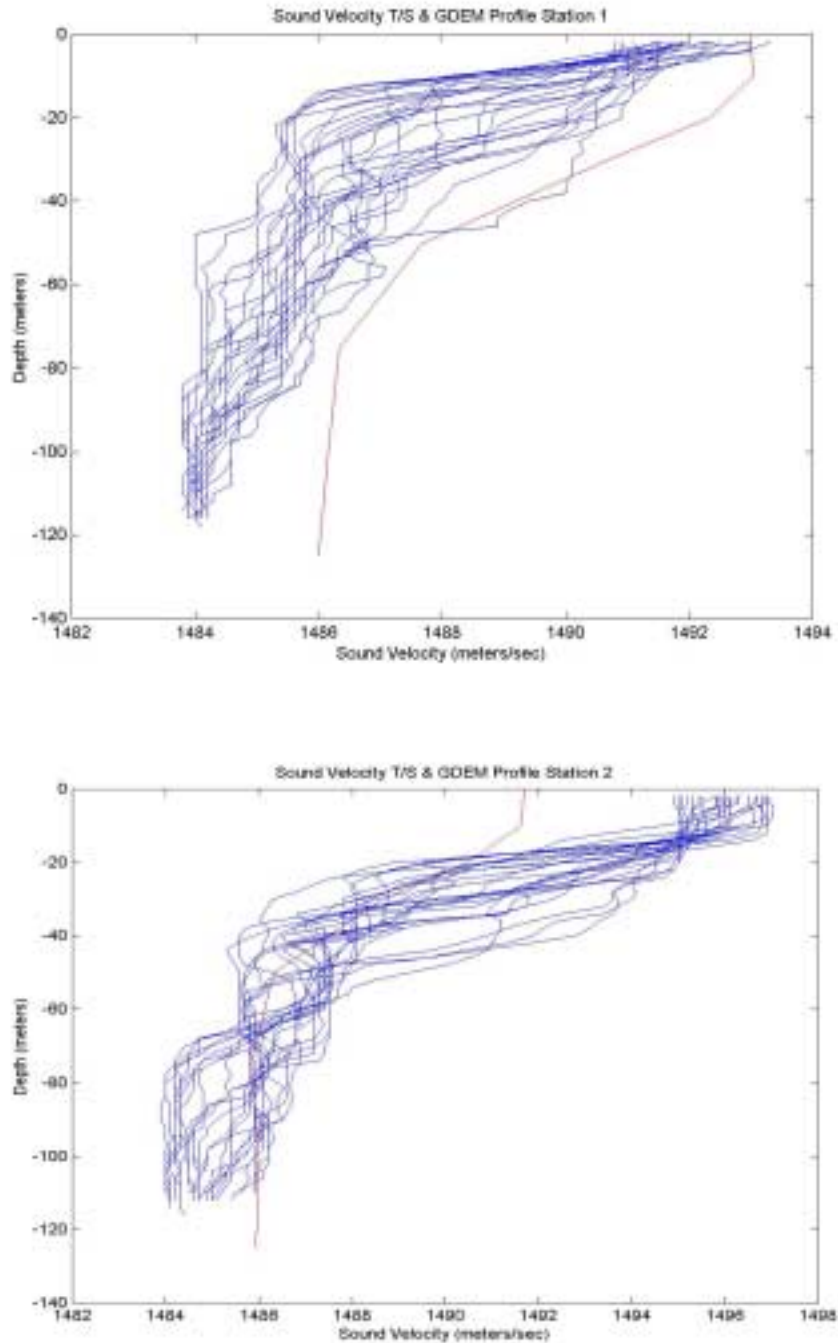 Sound Velocity T/S & GDEM Profile Station 1
0
-20
-40
-60
-80
-100
-120
-140
Depth (meters)
1482 1484 1486 1488 1490 1492 1494
Sound Velocity (meters/sec)
Sound Velocity T/S & GDEM Profile Station 2
0
-20
-40
-60
-80
-100
-120
-140
Depth (meters)
1482 1484 1486 1488 1490 1492 1494 1496 1498
Sound Velocity (meters/sec)